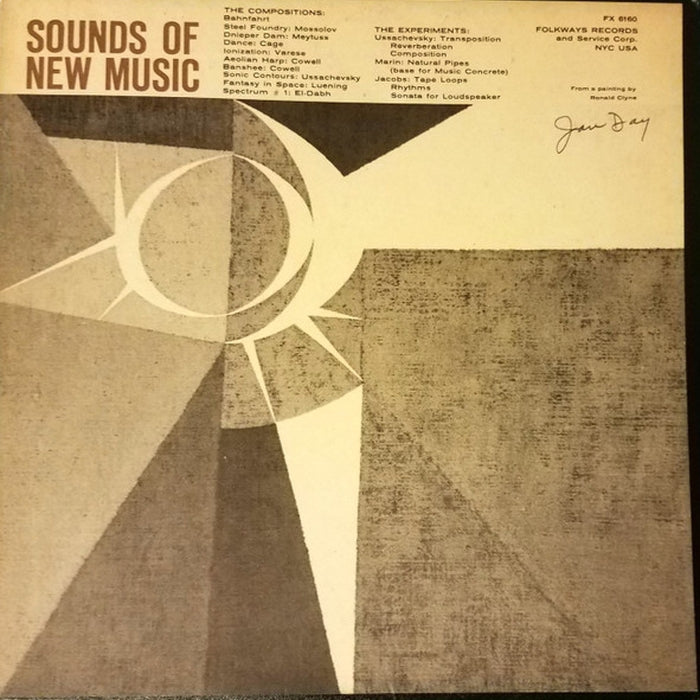 SOUNDS OF
NEW MUSIC
THE COMPOSITIONS:
Bahnfahrt
Steel Foundry: Mossolov
Dnieper Dam: Meytuss
Dance: Cage
Ionization: Varese
Aeolian Harp: Cowell
Banshee: Cowell
Sonic Contours: Ussachevsky
Fantasy in Space: Luening
Spectrum # 1: El-Dabh
THE EXPERIMENTS:
Ussachevsky: Transposition
Reverberation
Composition
Marin: Natural Pipes
(base for Music Concrete)
Jacobs: Tape Loops
Rhythms
Sonata for Loudspeaker
FX 6160
FOLKWAYS RECORDS
and Service Corp.
NYC USA
From a painting by
Ronald Clyne
Jan Day